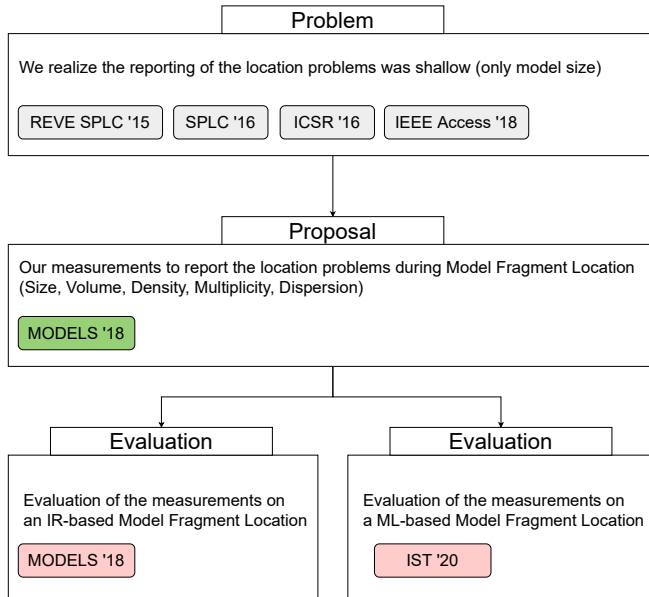 Problem
We realize the reporting of the location problems was shallow (only model size)
REVE SPLC '15 SPLC '16 ICSR '16 IEEE Access '18
Proposal
Our measurements to report the location problems during Model Fragment Location
(Size, Volume, Density, Multiplicity, Dispersion)
MODELS '18
Evaluation
Evaluation of the measurements on
an IR-based Model Fragment Location
MODELS '18
Evaluation
Evaluation of the measurements on
a ML-based Model Fragment Location
IST '20